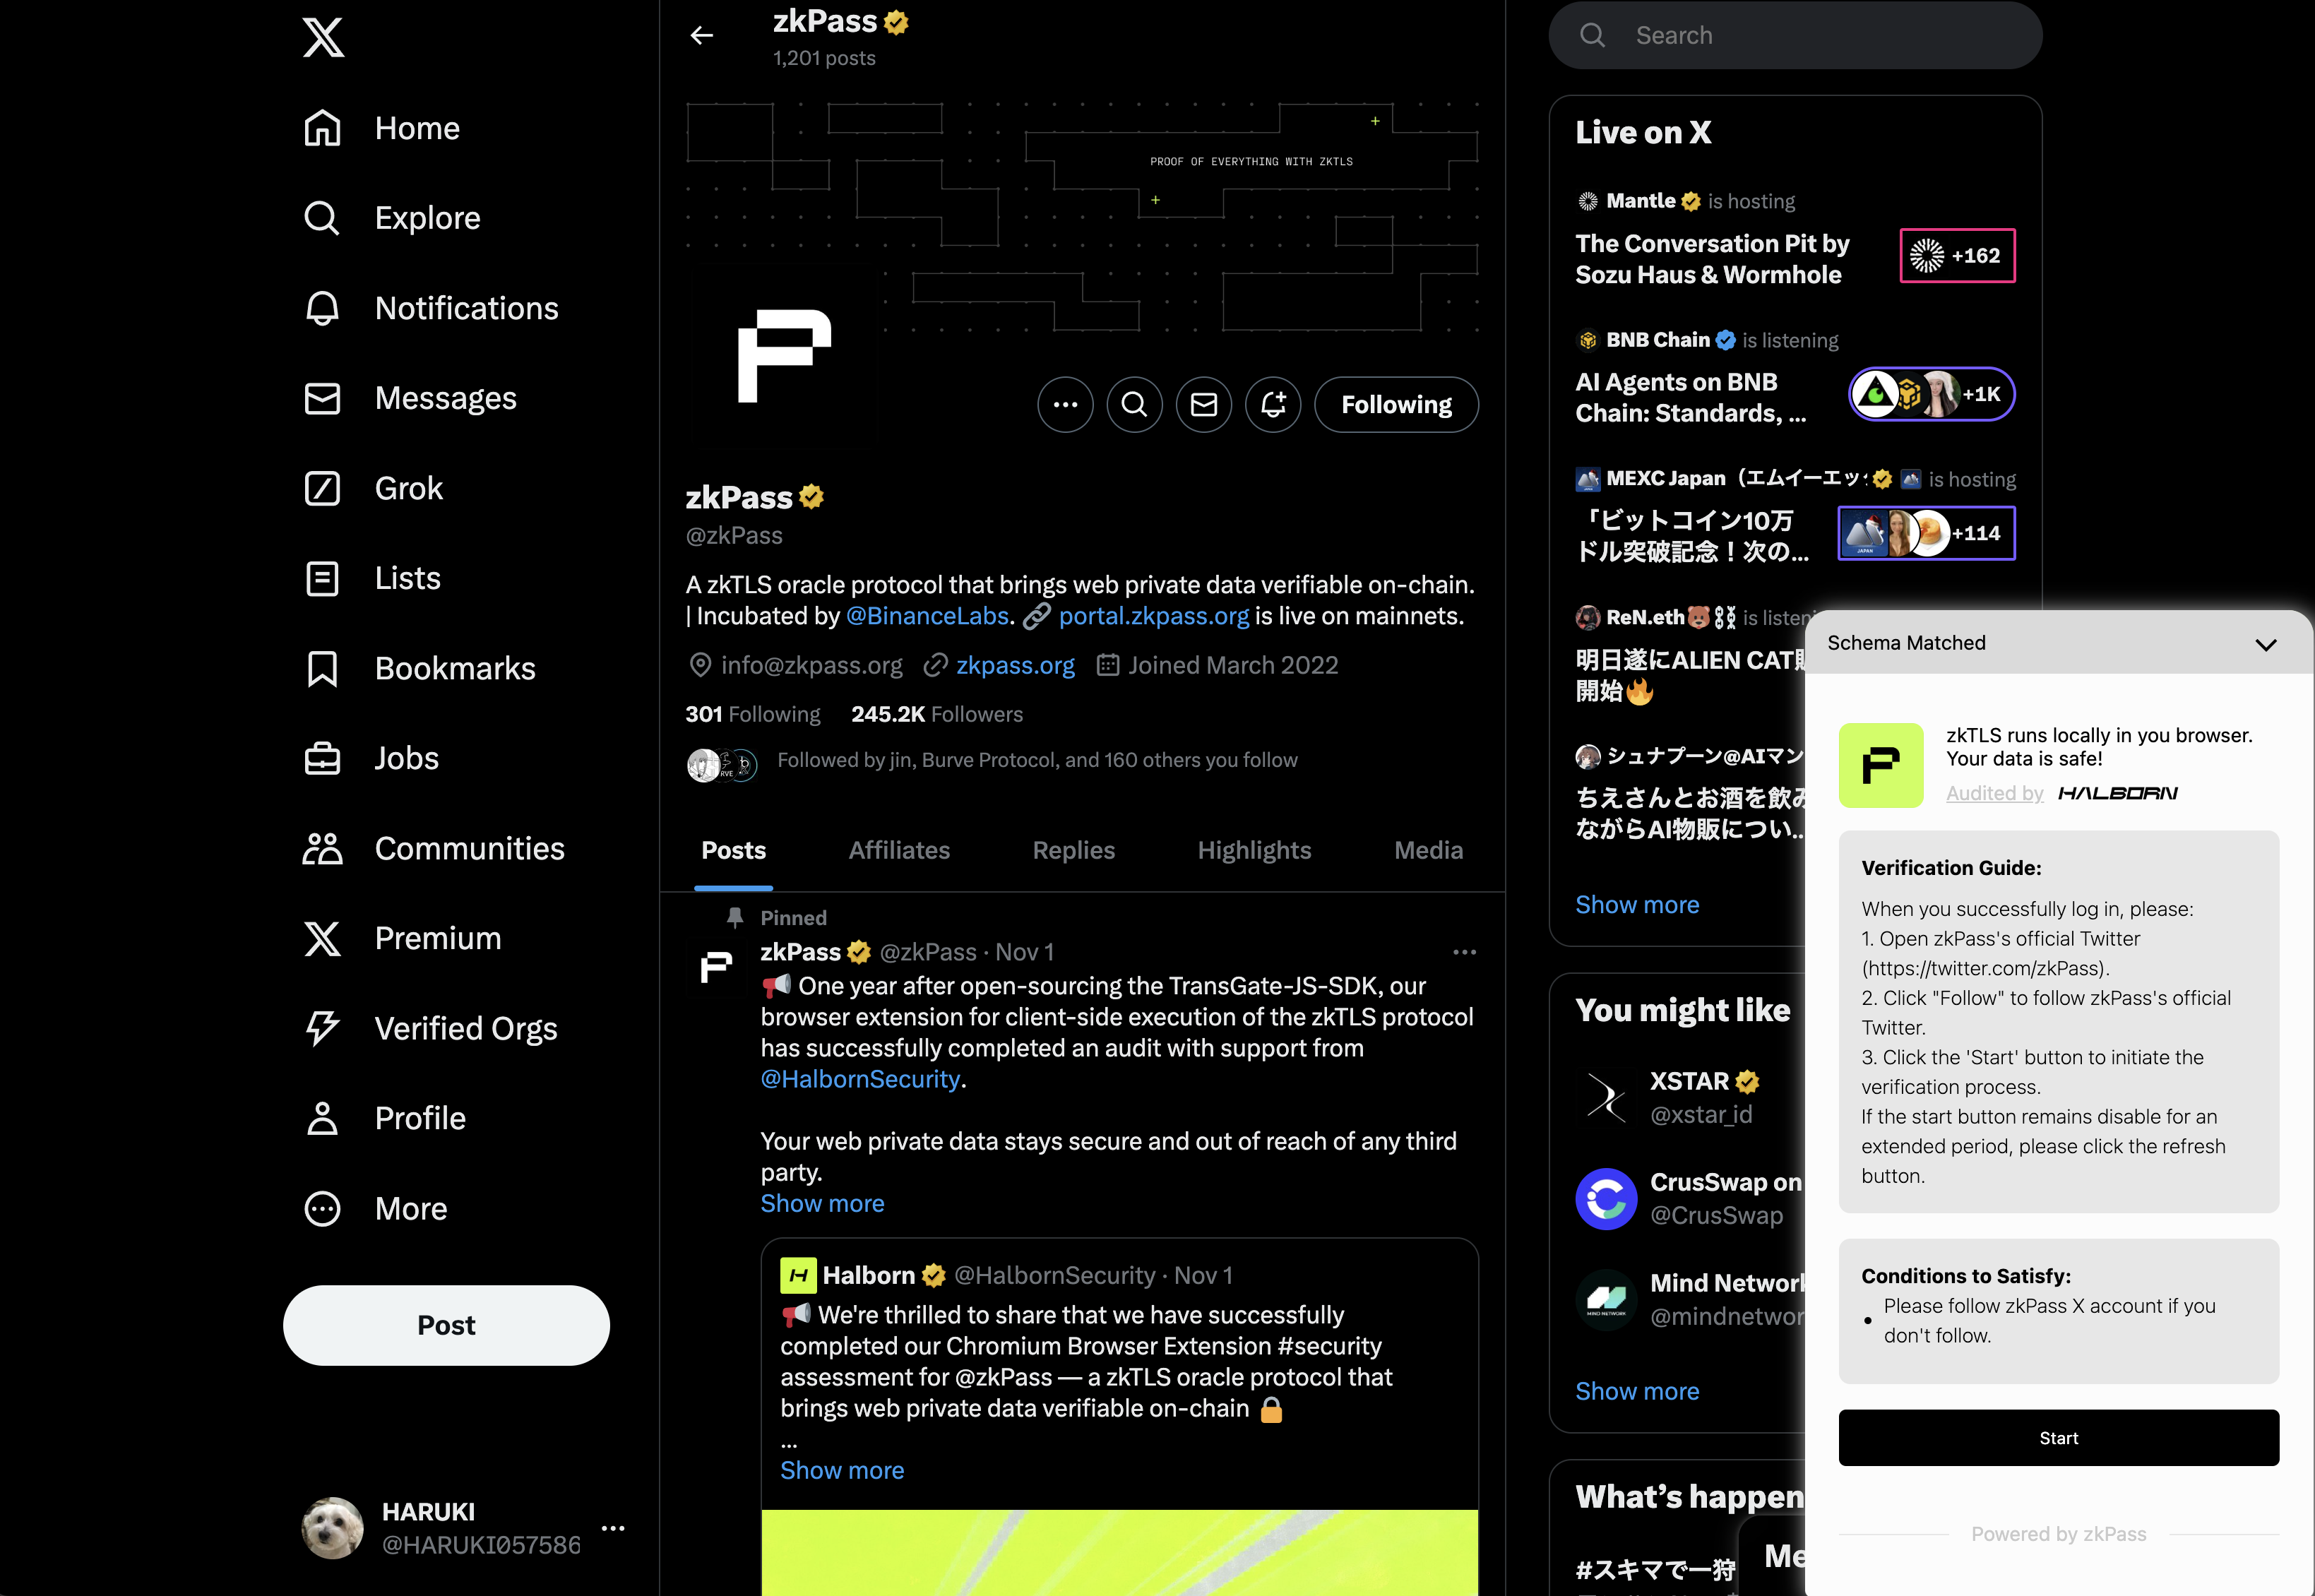 Home
Explore
Notifications
Messages
Grok
Lists
Bookmarks
Jobs
Communities
Premium
Verified Orgs
Profile
More
Post
HARUKI
@HARUKI057586
zkPass
1,201 posts
PROOF OF EVERYTHING WITH ZKTLS
Following
zkPass
@zkPass
A zkTLS oracle protocol that brings web private data verifiable on-chain.
| Incubated by @BinanceLabs. 🔗 portal.zkpass.org is live on mainnets.
info@zkpass.org zkpass.org Joined March 2022
301 Following 245.2K Followers
Followed by jin, Burve Protocol, and 160 others you follow
Posts Affiliates Replies Highlights Media
Pinned
zkPass @zkPass · Nov 1
📢 One year after open-sourcing the TransGate-JS-SDK, our
browser extension for client-side execution of the zkTLS protocol
has successfully completed an audit with support from
@HalbornSecurity.
Your web private data stays secure and out of reach of any third
party.
Show more
Halborn @HalbornSecurity · Nov 1
📢 We're thrilled to share that we have successfully
completed our Chromium Browser Extension #security
assessment for @zkPass — a zkTLS oracle protocol that
brings web private data verifiable on-chain 🔒
...
Show more
Search
Live on X
Mantle is hosting
The Conversation Pit by
Sozu Haus & Wormhole
+162
BNB Chain is listening
AI Agents on BNB
Chain: Standards, ...
+1K
MEXC Japan（エムイーエッ is hosting
「ビットコイン10万
ドル突破記念！次の...
JAPAN
+114
ReN.eth🐻⛓ is listeni
明日遂にALIEN CAT販
開始🔥
シュナプーン@AIマン
ちえさんとお酒を飲み
ながらAI物販につい...
Show more
You might like
XSTAR
@xstar_id
CrusSwap on
@CrusSwap
MIND NETWORK
Mind Network
@mindnetwor
Show more
What's happen
#スキマで一狩
Me
Schema Matched
zkTLS runs locally in you browser.
Your data is safe!
Audited by HALBORN
Verification Guide:
When you successfully log in, please:
1. Open zkPass's official Twitter
(https://twitter.com/zkPass).
2. Click "Follow" to follow zkPass's official
Twitter.
3. Click the 'Start' button to initiate the
verification process.
If the start button remains disable for an
extended period, please click the refresh
button.
Conditions to Satisfy:
• Please follow zkPass X account if you
don't follow.
Start
Powered by zkPass